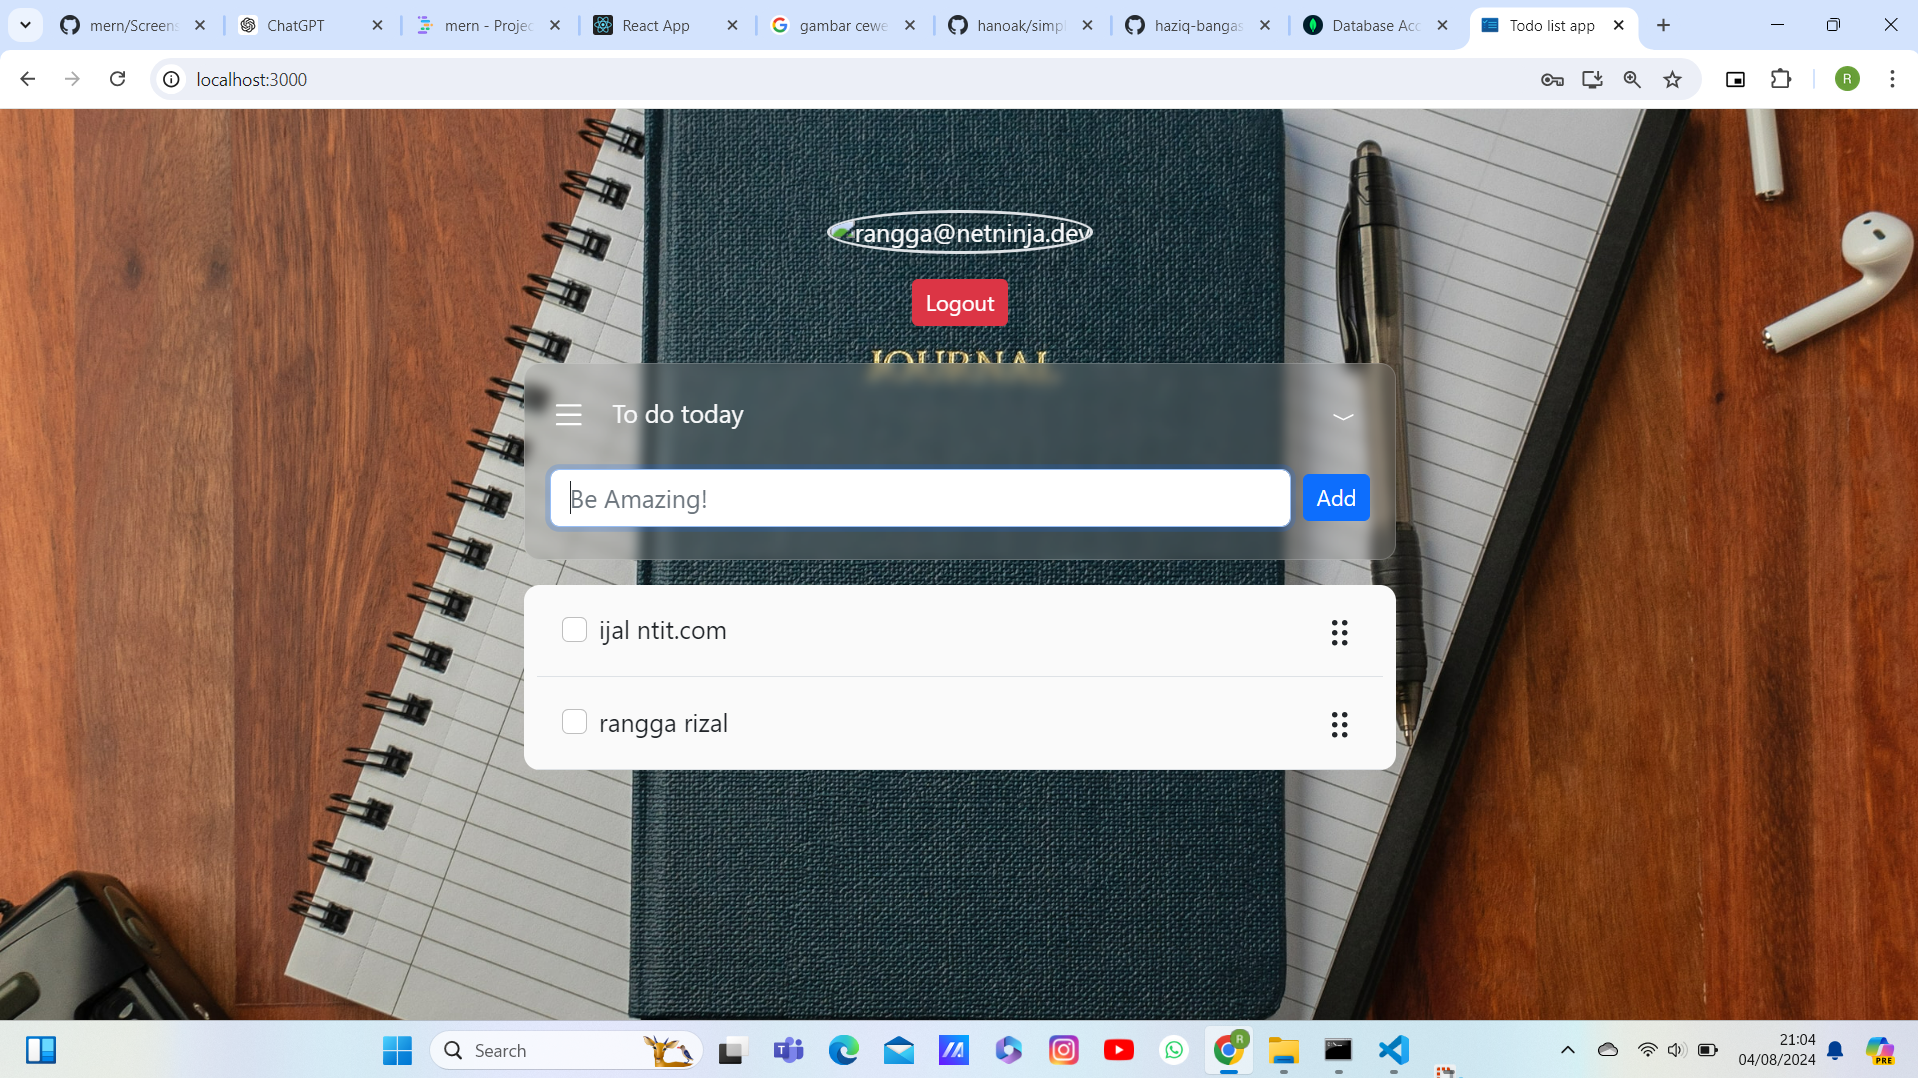 mern/Screens
ChatGPT
mern - Projec
React App
gambar cewe
hanoak/simpl
haziq-bangas
Database Acc
Todo list app
localhost:3000
R
rangga@netninja.dev
Logout
JOURNAL
To do today
Be Amazing!
Add
ijal ntit.com
rangga rizal
Search
R
21:04
04/08/2024
PRE